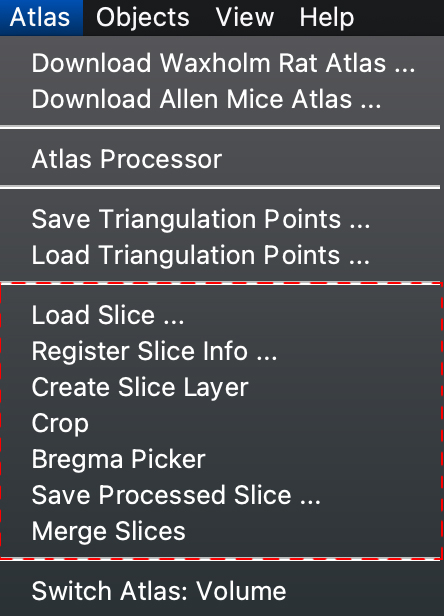 Atlas Objects View Help
Download Waxholm Rat Atlas ...
Download Allen Mice Atlas ...
Atlas Processor
Save Triangulation Points ...
Load Triangulation Points ...
Load Slice ...
Register Slice Info ...
Create Slice Layer
Crop
Bregma Picker
Save Processed Slice ...
Merge Slices
Switch Atlas: Volume